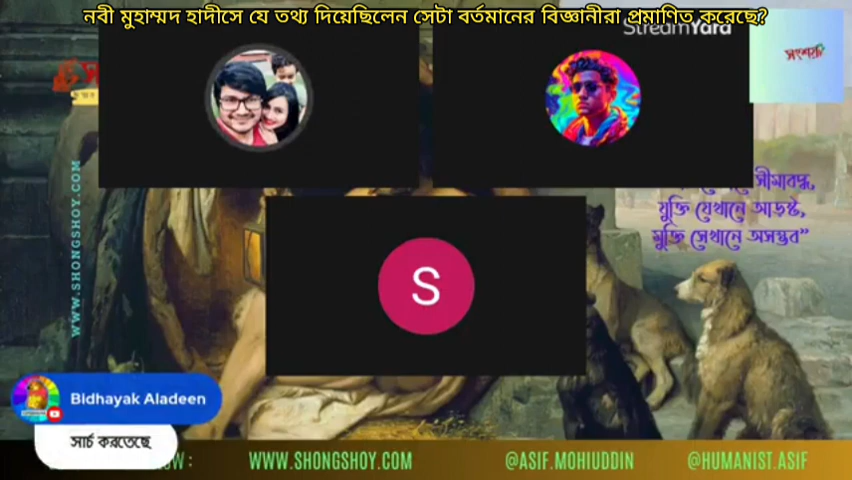 নবী মুহাম্মদ হাদীসে যে তথ্য দিয়েছিলেন সেটা বর্তমানের বিজ্ঞানীরা প্রমাণিত করেছে?
StreamYard
সংশয়
সীমাবদ্ধ,
যুক্তি যেখানে আড়ষ্ট,
মুক্তি সেখানে অসম্ভব”
WWW.SHONGSHOY.COM
S
Bidhayak Aladeen
সার্চ করতেছে
WWW.SHONGSHOY.COM
@ASIF.MOHIUDDIN
@HUMANIST.ASIF